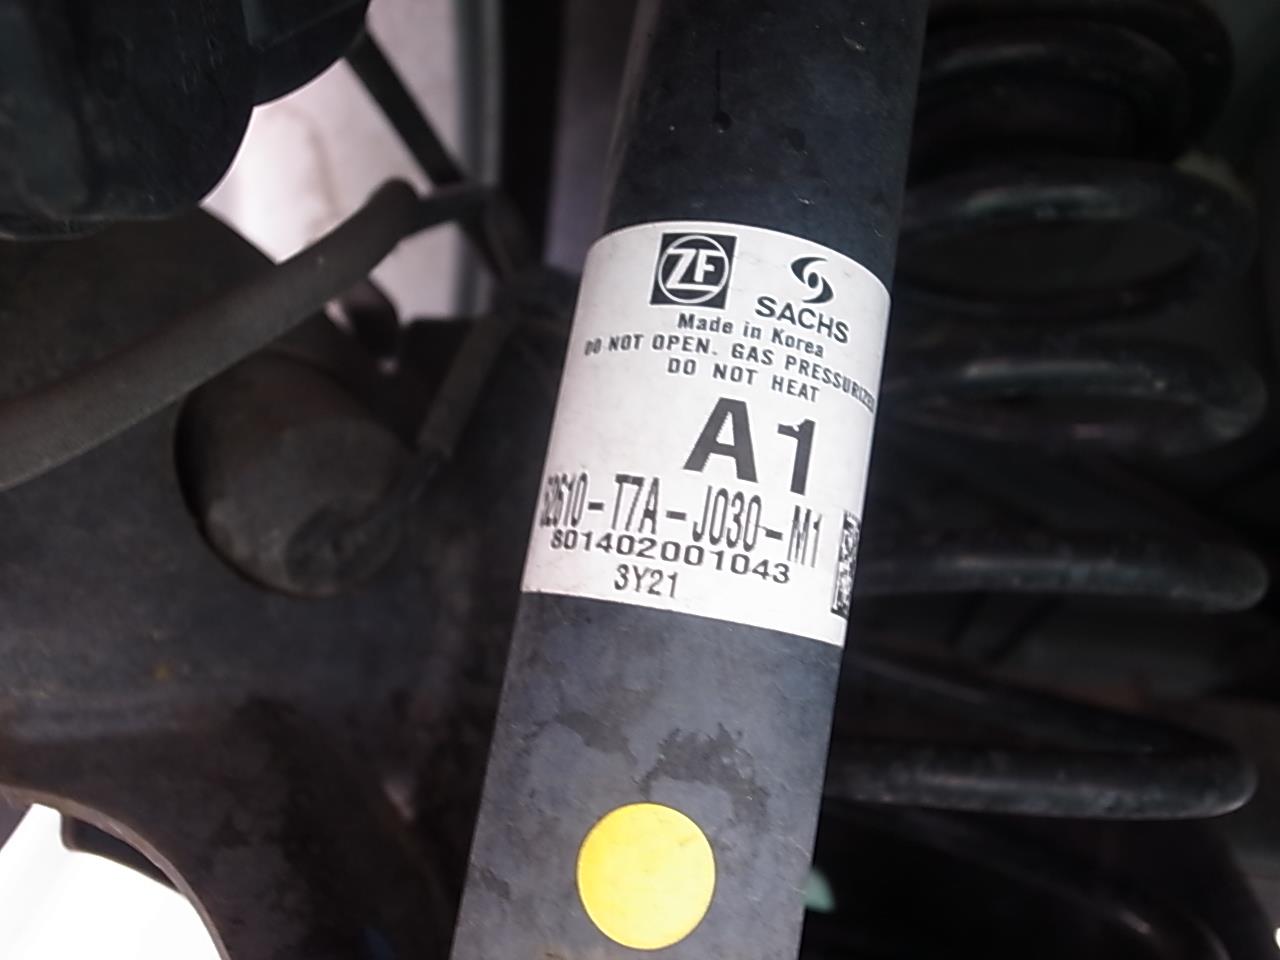 ZF
SACHS
Made in Korea
DO NOT OPEN. GAS PRESSURIZED
DO NOT HEAT
A1
52610-T7A-J030-M1
801402001043
3Y21